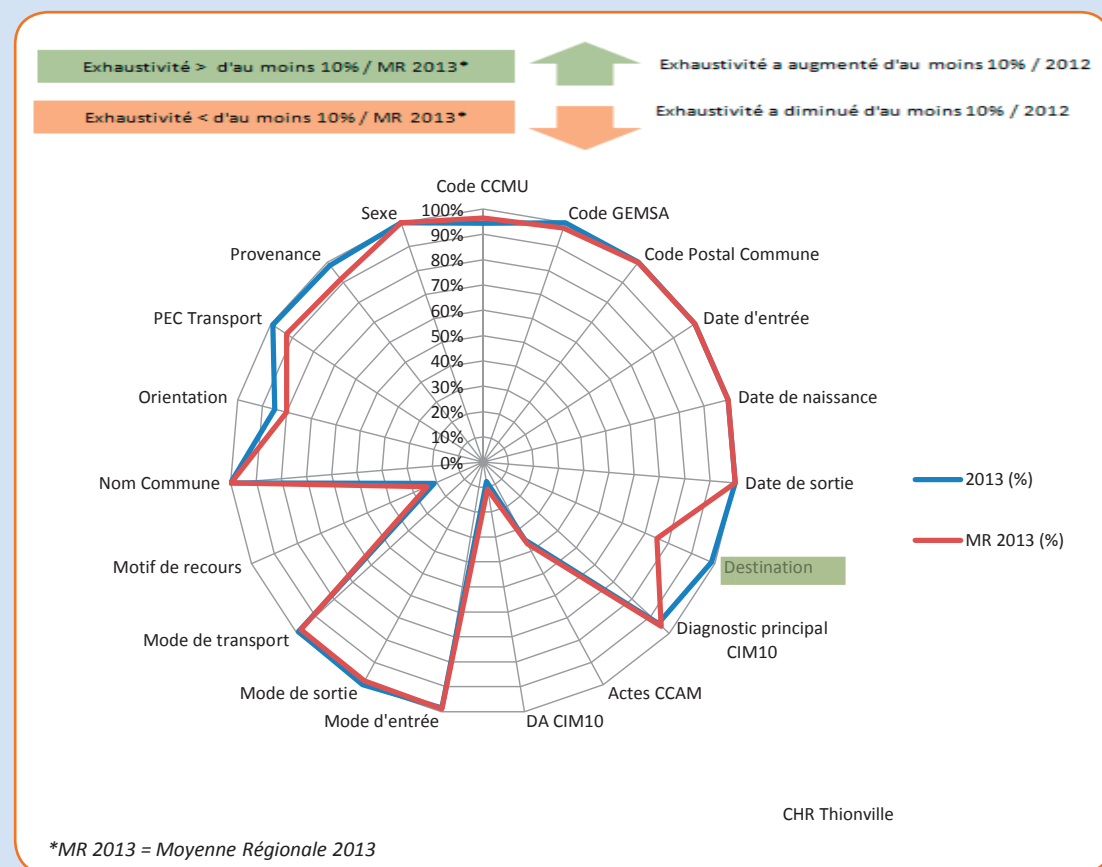 Exhaustivité > d'au moins 10% / MR 2013*
Exhaustivité a augmenté d'au moins 10% / 2012
Exhaustivité < d'au moins 10% / MR 2013*
Exhaustivité a diminué d'au moins 10% / 2012
Code CCMU
Code GEMSA
Code Postal Commune
Date d'entrée
Date de naissance
Date de sortie
Destination
Diagnostic principal
CIM10
Actes CCAM
DA CIM10
Mode d'entrée
Mode de sortie
Mode de transport
Motif de recours
Nom Commune
Orientation
PEC Transport
Provenance
Sexe
100%
90%
80%
70%
60%
50%
40%
30%
20%
10%
0%
2013 (%)
MR 2013 (%)
CHR Thionville
*MR 2013 = Moyenne Régionale 2013